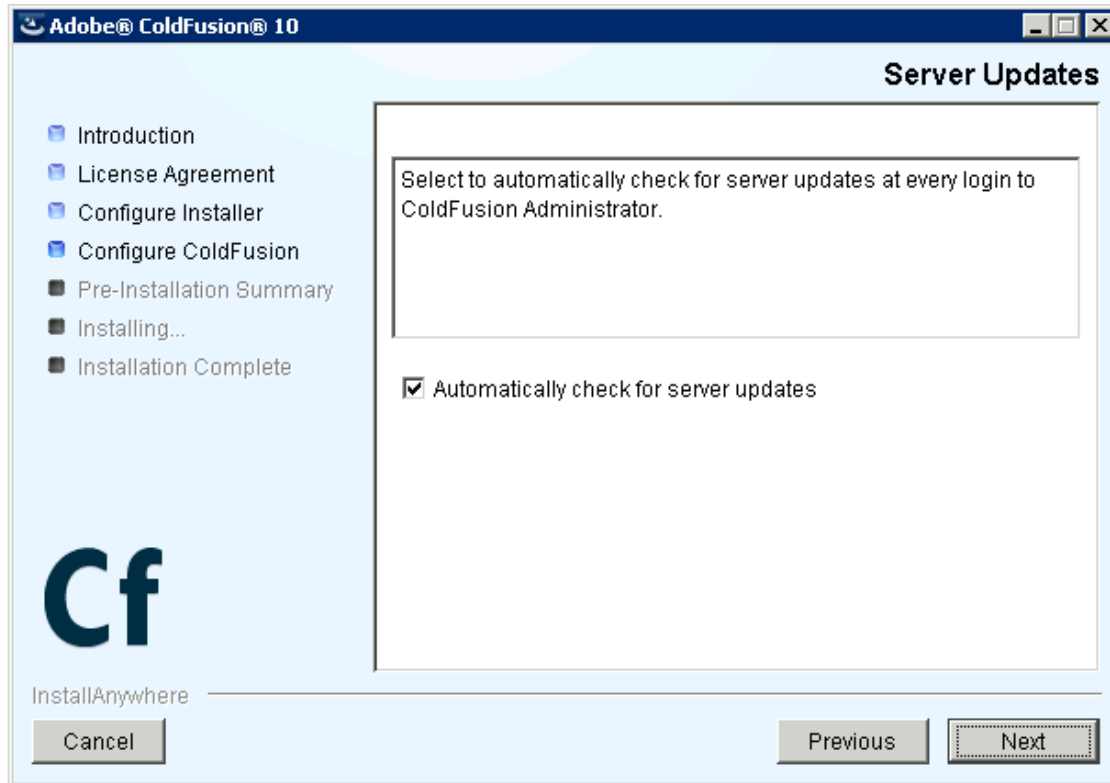 Adobe® ColdFusion® 10
Server Updates
Introduction
License Agreement
Configure Installer
Configure ColdFusion
Pre-Installation Summary
Installing...
Installation Complete
Select to automatically check for server updates at every login to
ColdFusion Administrator.
Automatically check for server updates
Cf
InstallAnywhere
Cancel
Previous
Next